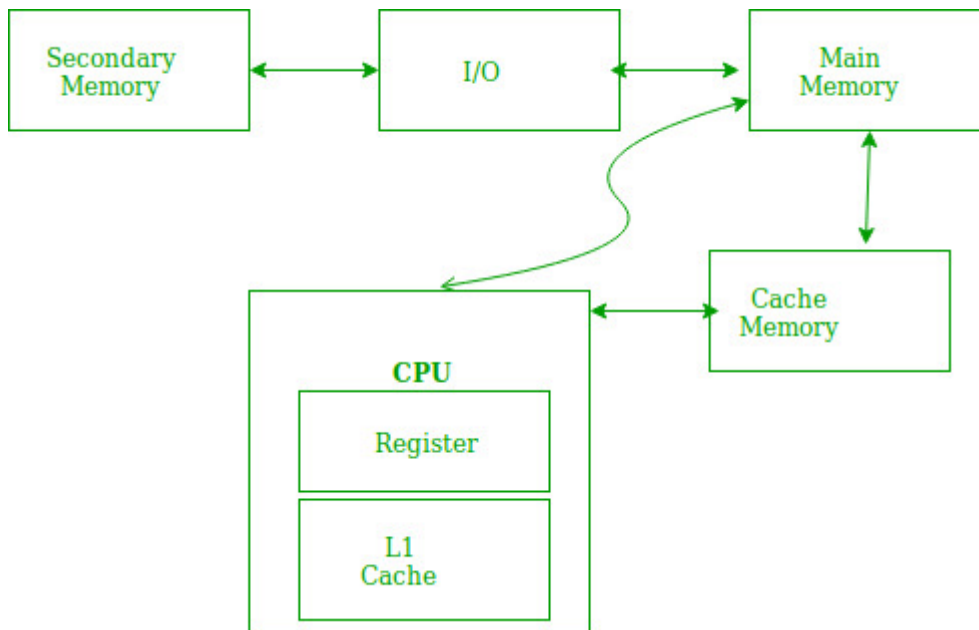 Secondary
Memory
I/O
Main
Memory
Cache
Memory
CPU
Register
L1
Cache